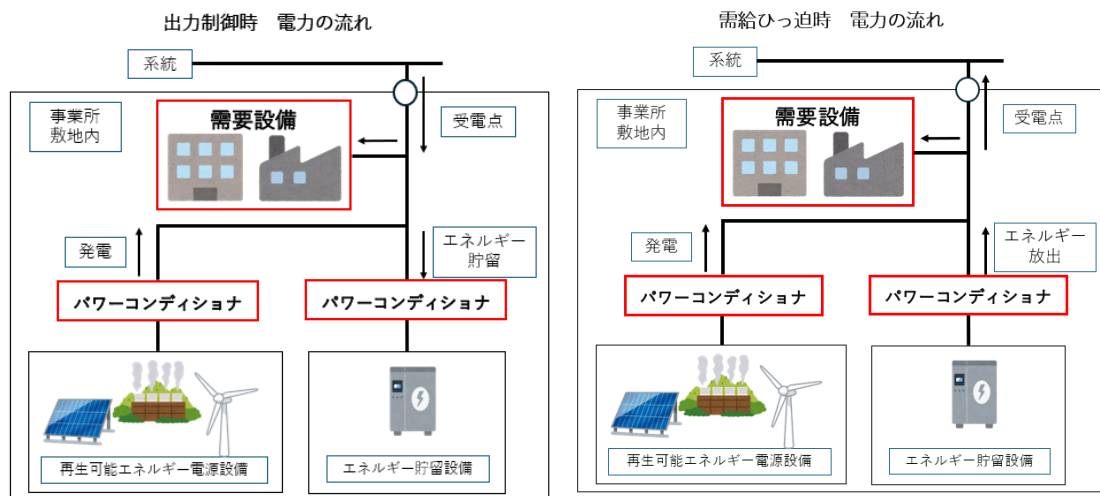 出力制御時　電力の流れ
系統
事業所
敷地内
需要設備
受電点
発電
エネルギー
貯留
パワーコンディショナ
パワーコンディショナ
再生可能エネルギー電源設備
エネルギー貯留設備
需給ひっ迫時　電力の流れ
系統
事業所
敷地内
需要設備
受電点
発電
エネルギー
放出
パワーコンディショナ
パワーコンディショナ
再生可能エネルギー電源設備
エネルギー貯留設備